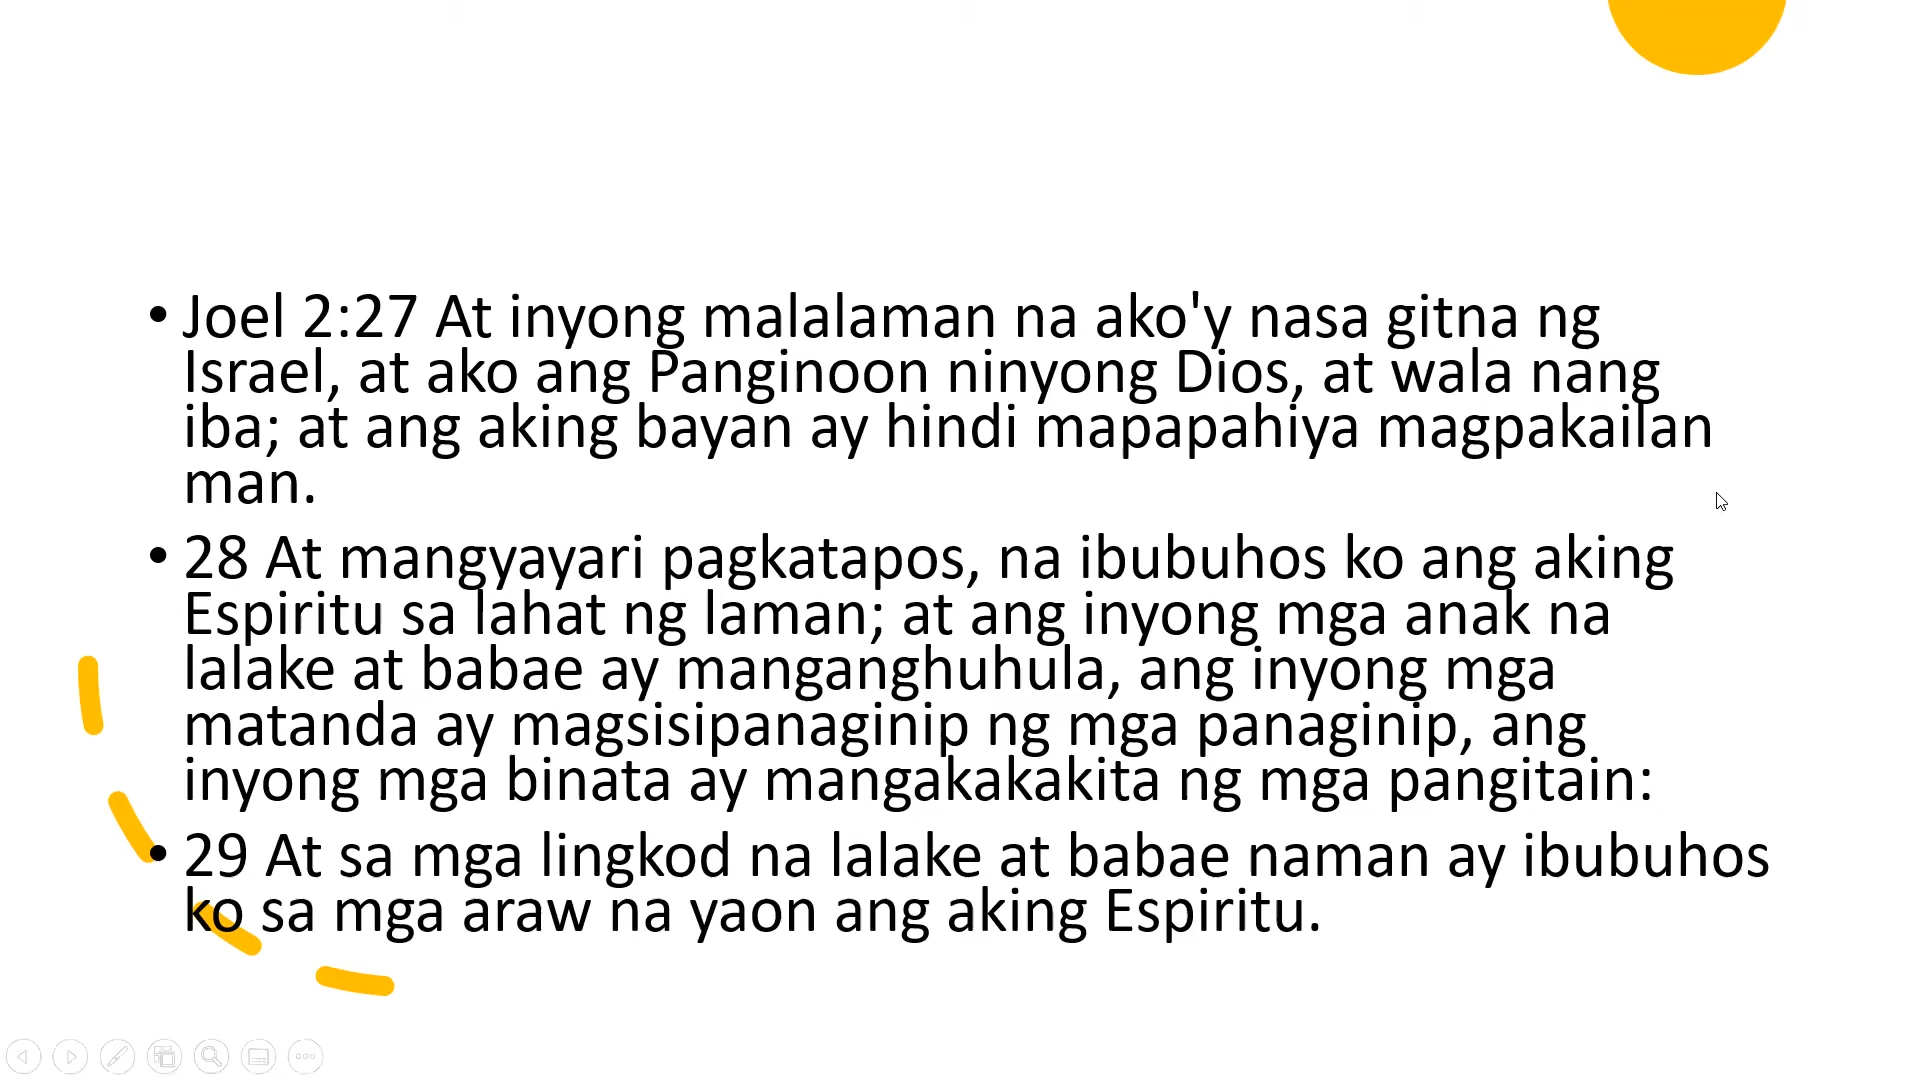 • Joel 2:27 At inyong malalaman na ako'y nasa gitna ng
Israel, at ako ang Panginoon ninyong Dios, at wala nang
iba; at ang aking bayan ay hindi mapapahiya magpakailan
man.
• 28 At mangyayari pagkatapos, na ibubuhos ko ang aking
Espiritu sa lahat ng laman; at ang inyong mga anak na
lalake at babae ay manganghuhula, ang inyong mga
matanda ay magsisipanaginip ng mga panaginip, ang
inyong mga binata ay mangakakakita ng mga pangitain:
• 29 At sa mga lingkod na lalake at babae naman ay ibubuhos
ko sa mga araw na yaon ang aking Espiritu.